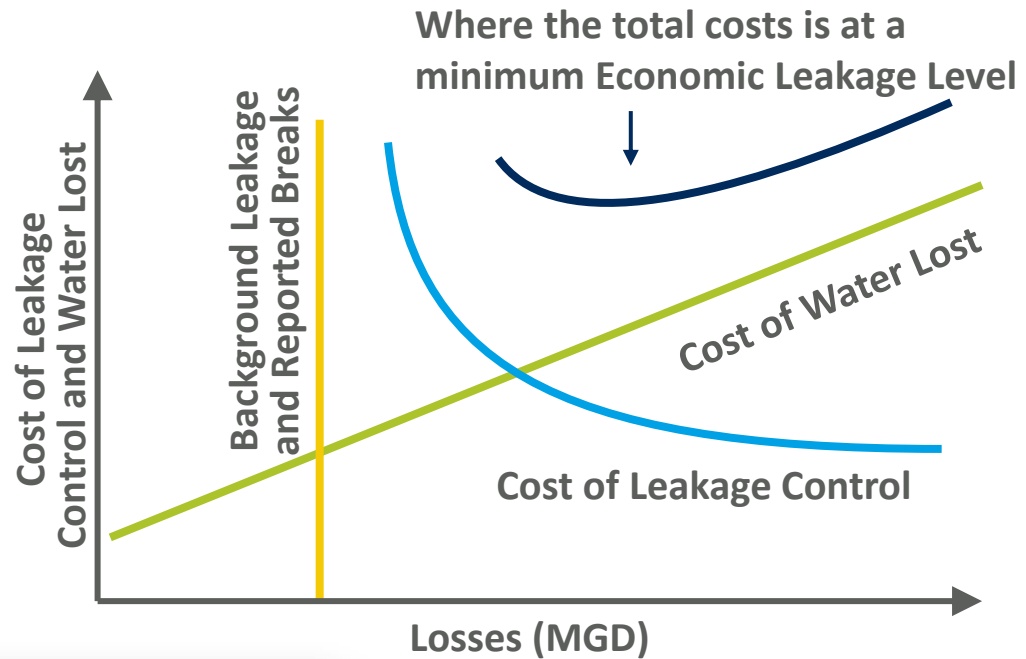 Where the total costs is at a
minimum Economic Leakage Level
Cost of Leakage
Control and Water Lost
Background Leakage
and Reported Breaks
Cost of Water Lost
Cost of Leakage Control
Losses (MGD)